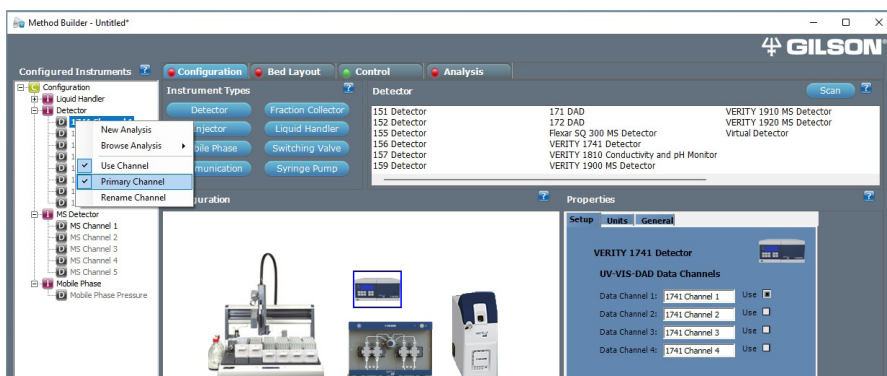 Method Builder - Untitled*
GILSON
Configured Instruments ?
Configuration
Bed Layout
Control
Analysis
Configuration
Liquid Handler
Detector
New Analysis
Browse Analysis
Use Channel
Primary Channel
Rename Channel
MS Detector
MS Channel 1
MS Channel 2
MS Channel 3
MS Channel 4
MS Channel 5
Mobile Phase
Mobile Phase Pressure
Instrument Types ?
Detector Fraction Collector
Injector Liquid Handler
bile Phase Switching Valve
munication Syringe Pump
Detector Scan ?
151 Detector 171 DAD VERITY 1910 MS Detector
152 Detector 172 DAD VERITY 1920 MS Detector
155 Detector Flexar SQ 300 MS Detector Virtual Detector
156 Detector VERITY 1741 Detector
157 Detector VERITY 1810 Conductivity and pH Monitor
159 Detector VERITY 1900 MS Detector
uration ?
Properties ?
Setup Units General
VERITY 1741 Detector
UV-VIS-DAD Data Channels
Data Channel 1: 1741 Channel 1 Use
Data Channel 2: 1741 Channel 2 Use
Data Channel 3: 1741 Channel 3 Use
Data Channel 4: 1741 Channel 4 Use